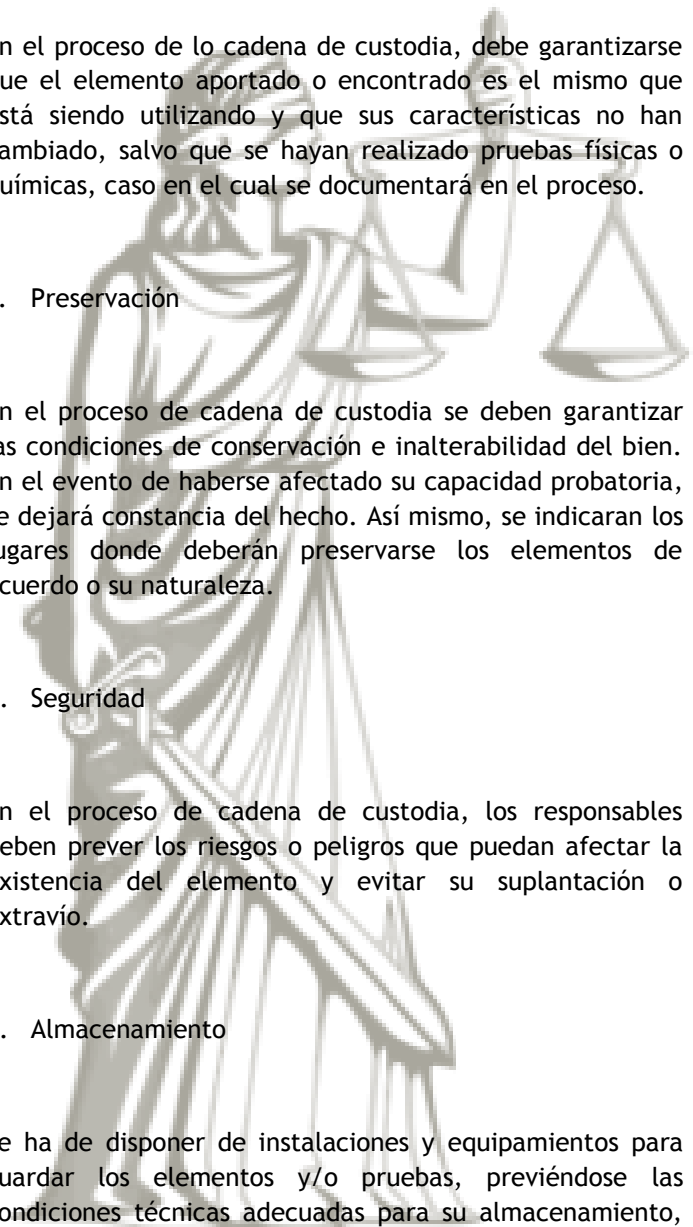 n el proceso de lo cadena de custodia, debe garantizarse
ue el elemento aportado o encontrado es el mismo que
stá siendo utilizando y que sus características no han
ambiado, salvo que se hayan realizado pruebas físicas o
uímicas, caso en el cual se documentará en el proceso.
. Preservación
n el proceso de cadena de custodia se deben garantizar
as condiciones de conservación e inalterabilidad del bien.
n el evento de haberse afectado su capacidad probatoria,
e dejará constancia del hecho. Así mismo, se indicaran los
ugares donde deberán preservarse los elementos de
cuerdo o su naturaleza.
. Seguridad
n el proceso de cadena de custodia, los responsables
eben prever los riesgos o peligros que puedan afectar la
xistencia del elemento y evitar su suplantación o
xtravío.
. Almacenamiento
e ha de disponer de instalaciones y equipamientos para
uardar los elementos y/o pruebas, previéndose las
ondiciones técnicas adecuadas para su almacenamiento,